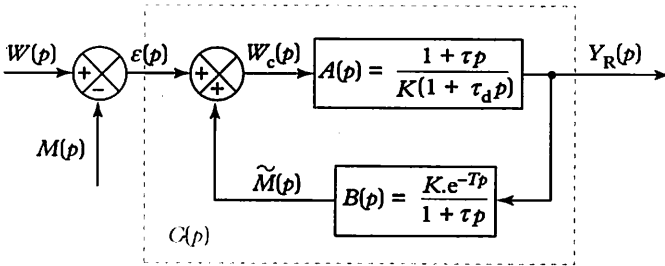 W(p)
ε(p)
W_c(p)
A(p) = (1 + τp) / (K(1 + τ_d p))
Y_R(p)
+
−
+
+
M(p)
M̃(p)
B(p) = (K.e^{−Tp}) / (1 + τp)
C(p)